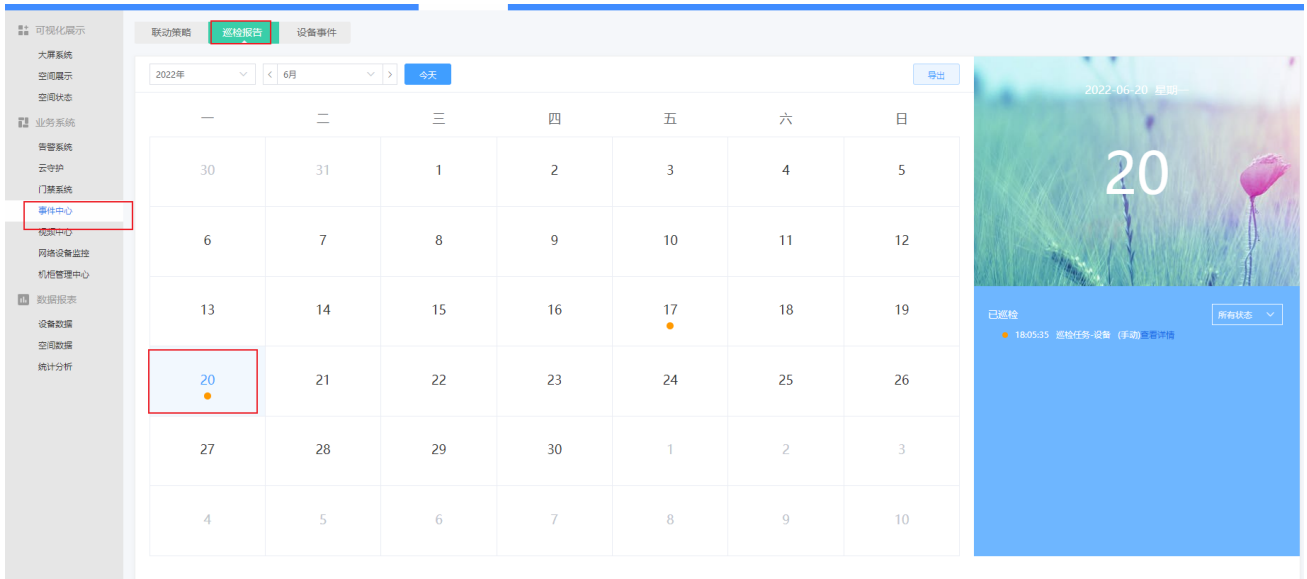 可视化展示
大屏系统
空间展示
空间状态
业务系统
告警系统
云守护
门禁系统
事件中心
视频中心
网络设备监控
机柜管理中心
数据报表
设备数据
空间数据
统计分析
联动策略 巡检报告 设备事件
2022年 6月 今天 导出
一 二 三 四 五 六 日
30 31 1 2 3 4 5
6 7 8 9 10 11 12
13 14 15 16 17 18 19
20 21 22 23 24 25 26
27 28 29 30 1 2 3
4 5 6 7 8 9 10
2022-06-20 星期一
20
已巡检 所有状态
18:05:35 巡检任务-设备 (手动)查看详情